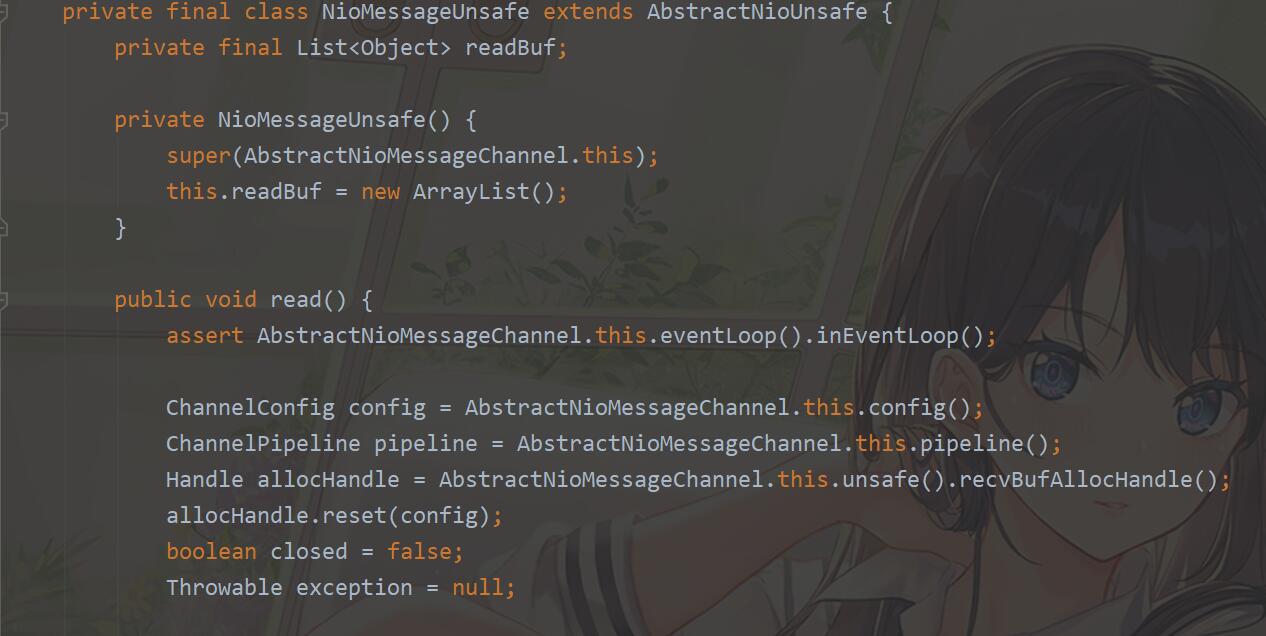 private final class NioMessageUnsafe extends AbstractNioUnsafe {
private final List<Object> readBuf;
private NioMessageUnsafe() {
super(AbstractNioMessageChannel.this);
this.readBuf = new ArrayList();
}
public void read() {
assert AbstractNioMessageChannel.this.eventLoop().inEventLoop();
ChannelConfig config = AbstractNioMessageChannel.this.config();
ChannelPipeline pipeline = AbstractNioMessageChannel.this.pipeline();
Handle allocHandle = AbstractNioMessageChannel.this.unsafe().recvBufAllocHandle();
allocHandle.reset(config);
boolean closed = false;
Throwable exception = null;